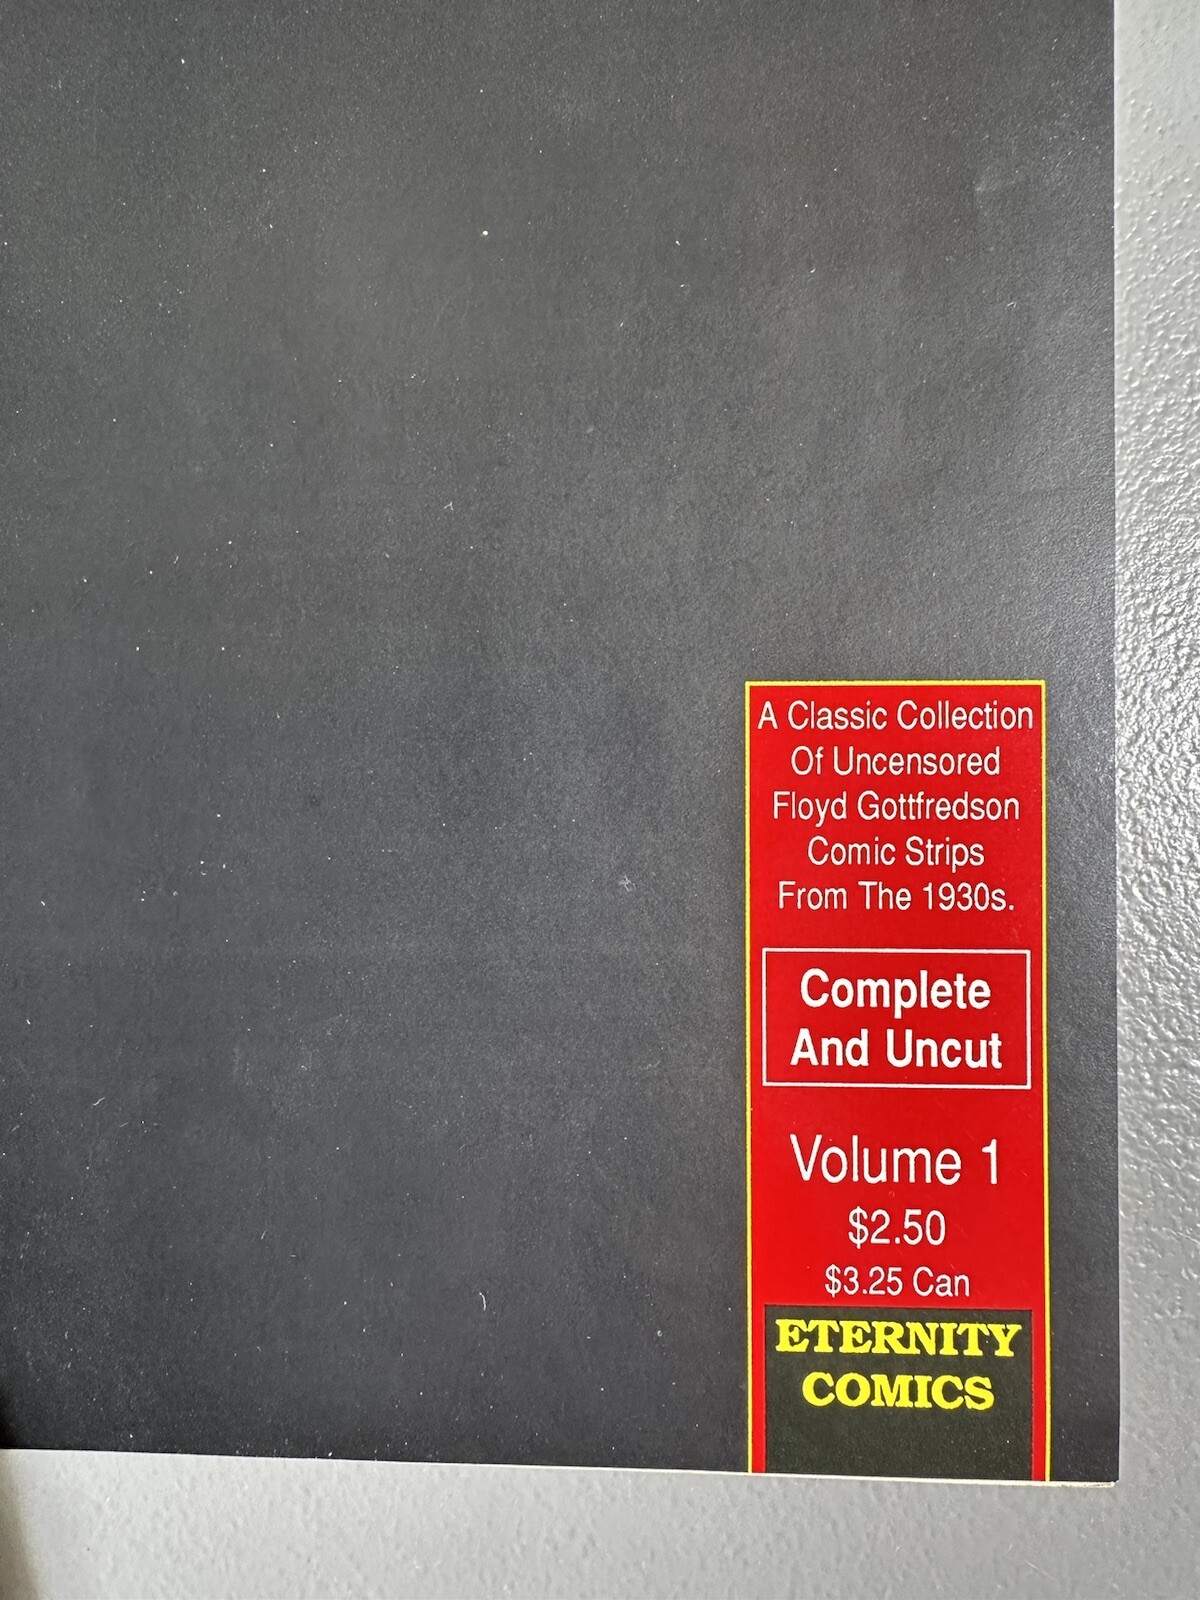 A Classic Collection
Of Uncensored
Floyd Gottfredson
Comic Strips
From The 1930s.
Complete
And Uncut
Volume 1
$2.50
$3.25 Can
ETERNITY
COMICS